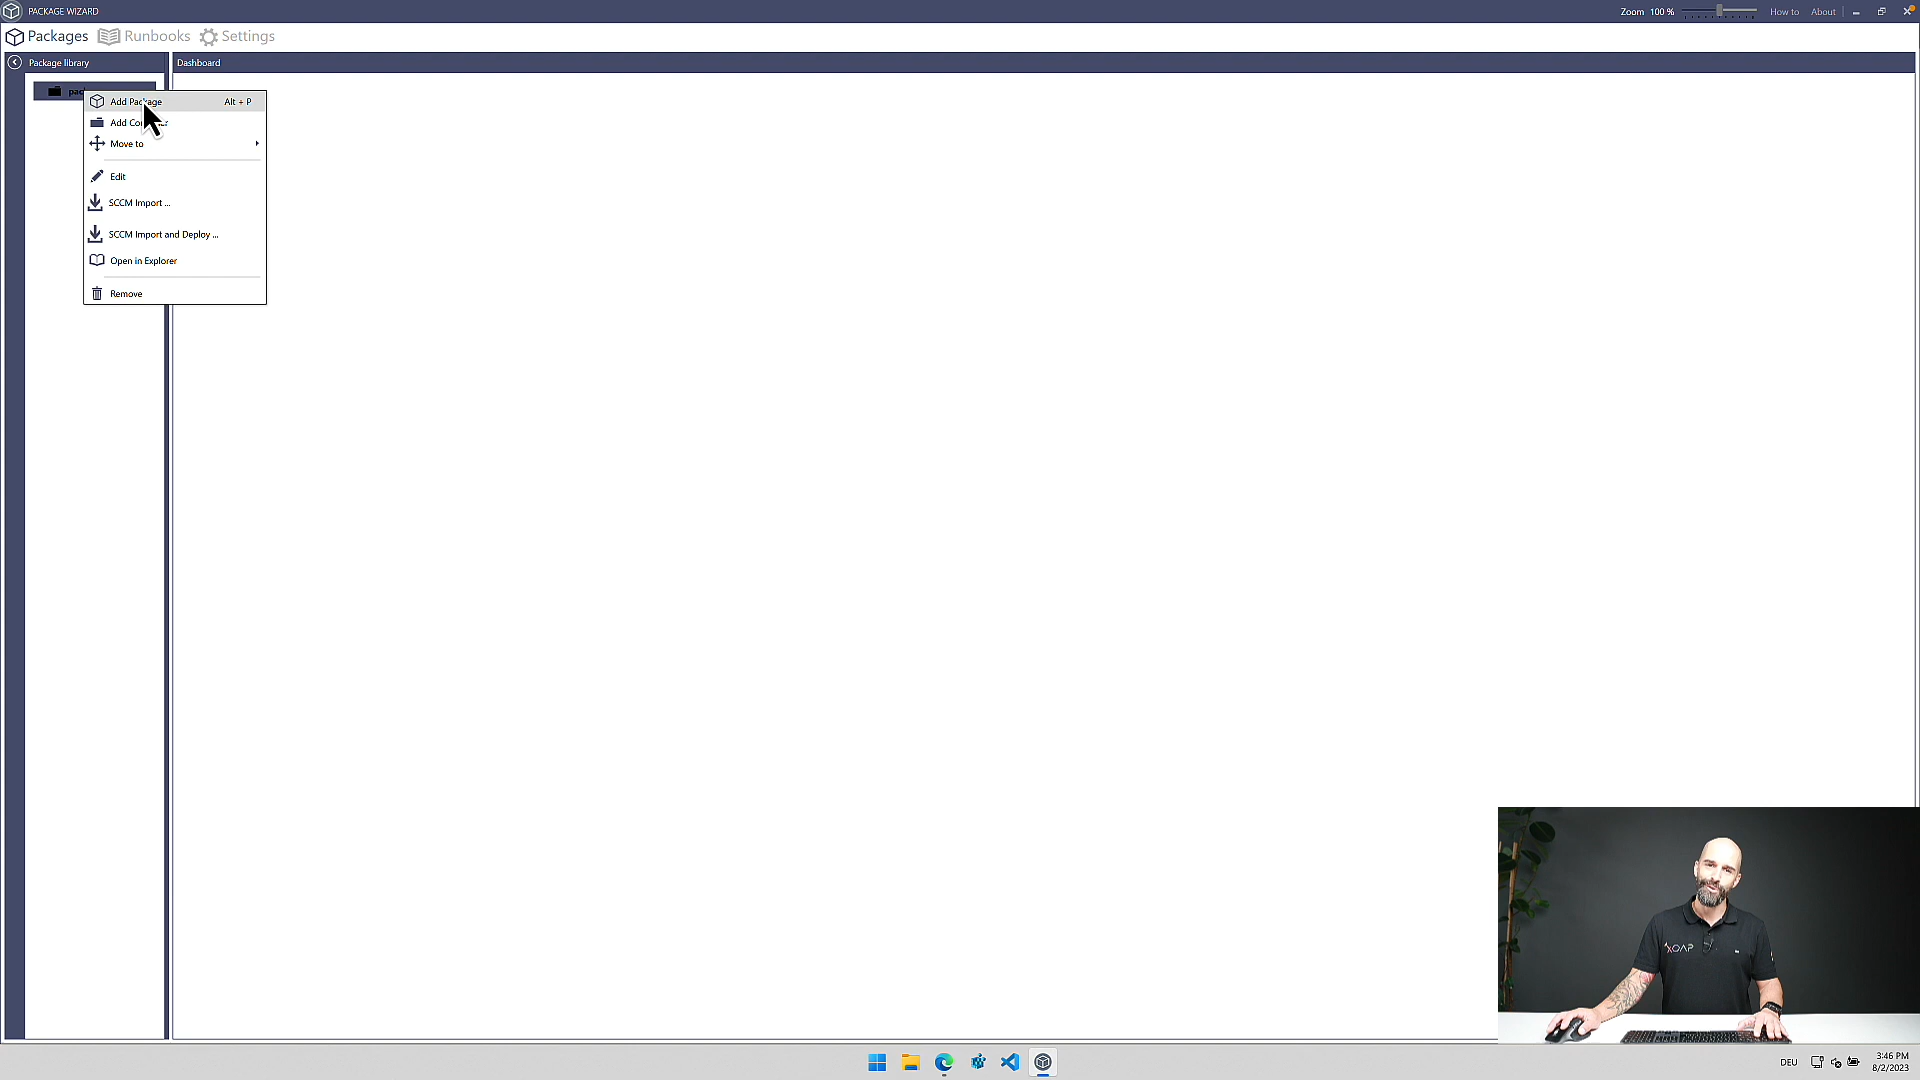 PACKAGE WIZARD
Zoom 100 %
How to
About
Packages
Runbooks
Settings
Package library
Dashboard
Add Package Alt + P
Add
Move to
Edit
SCCM Import ...
SCCM Import and Deploy ...
Open in Explorer
Remove
XOAP
DEU
3:46 PM
8/2/2023